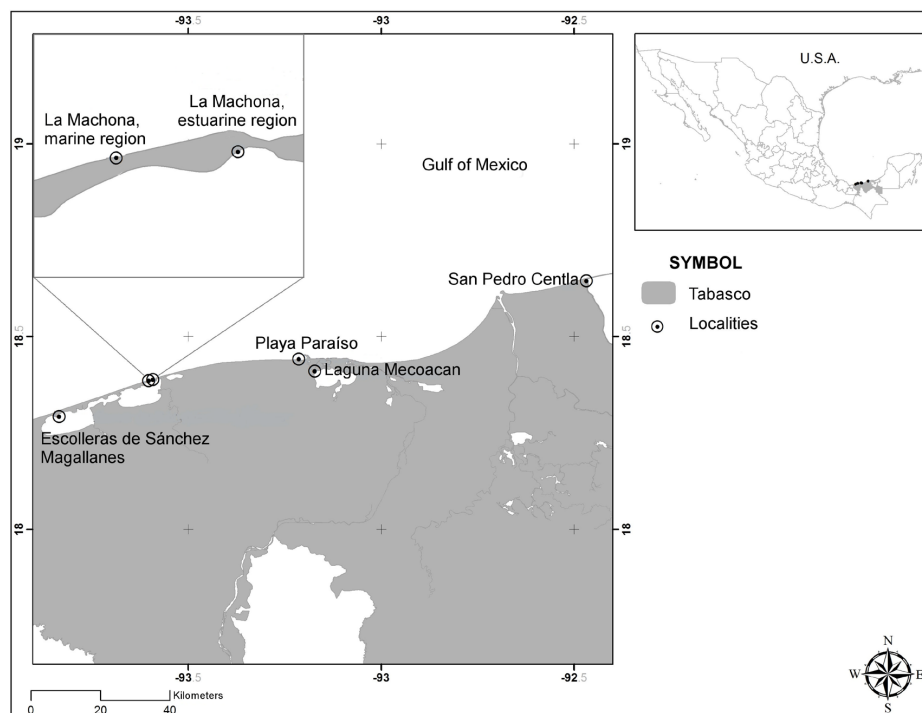 -93.5
-93
-92.5
La Machona,
marine region
La Machona,
estuarine region
U.S.A.
19
19
Gulf of Mexico
SYMBOL
Tabasco
Localities
San Pedro Centla
18.5
18.5
Playa Paraíso
Laguna Mecoacan
Escolleras de Sánchez
Magallanes
18
18
-93.5
-93
-92.5
Kilometers
0
20
40
N
W
E
S